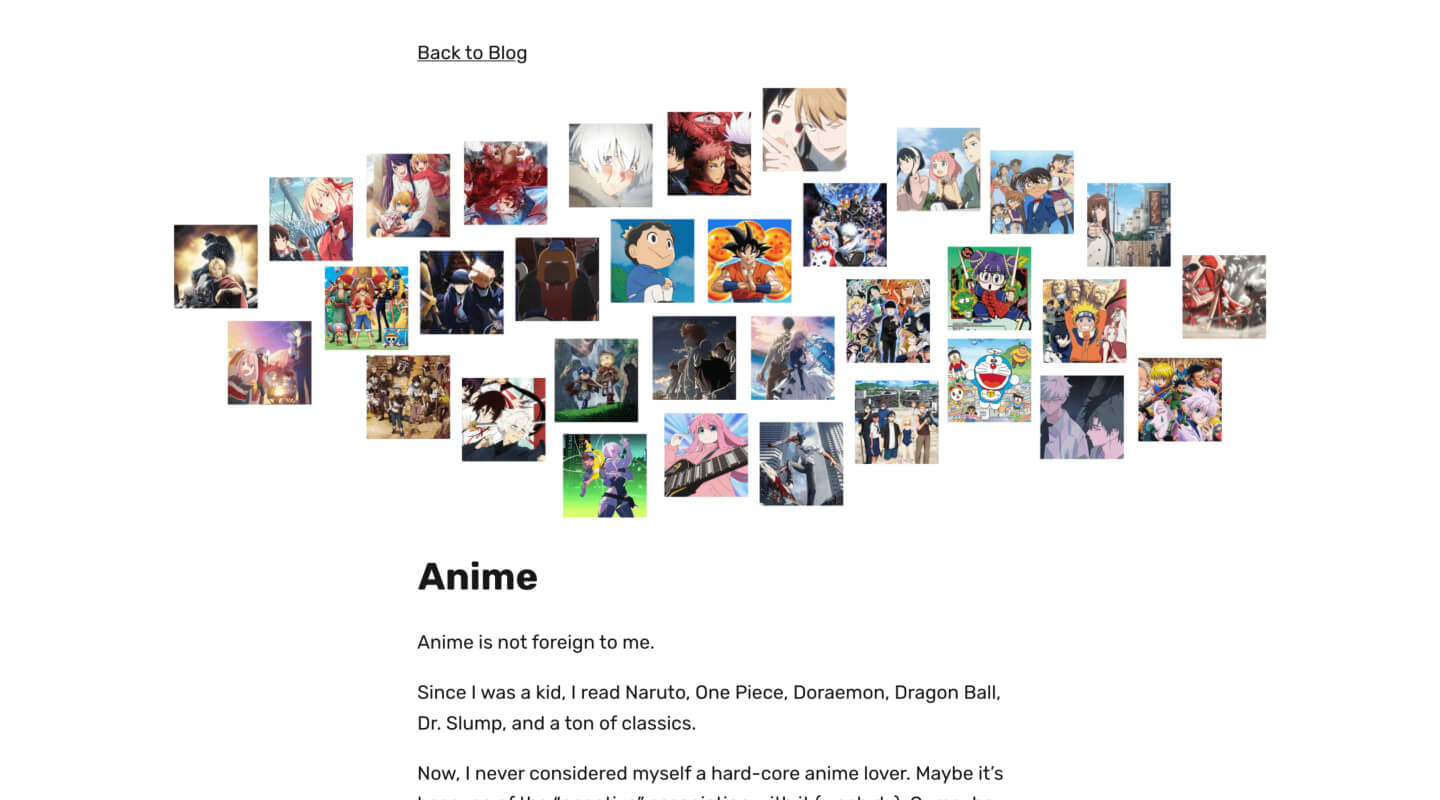 Back to Blog
Anime
Anime is not foreign to me.
Since I was a kid, I read Naruto, One Piece, Doraemon, Dragon Ball,
Dr. Slump, and a ton of classics.
Now, I never considered myself a hard-core anime lover. Maybe it’s